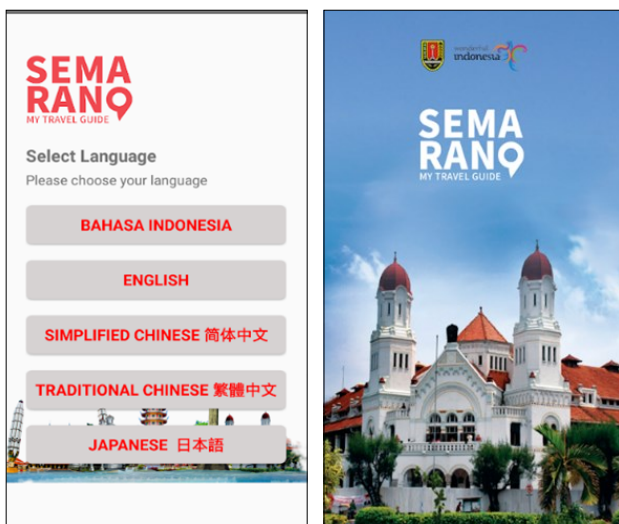 SEMA
RANG
MY TRAVEL GUIDE
Select Language
Please choose your language
BAHASA INDONESIA
ENGLISH
SIMPLIFIED CHINESE 简体中文
TRADITIONAL CHINESE 繁體中文
JAPANESE 日本語
wonderful
indonesia
SEMA
RANG
MY TRAVEL GUIDE